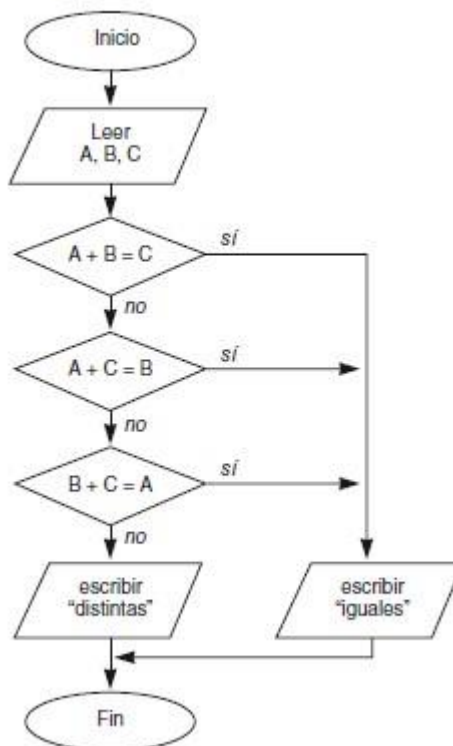 Inicio
Leer
A, B, C
A + B = C
sí
no
A + C = B
sí
no
B + C = A
sí
no
escribir
“distintas”
escribir
“iguales”
Fin